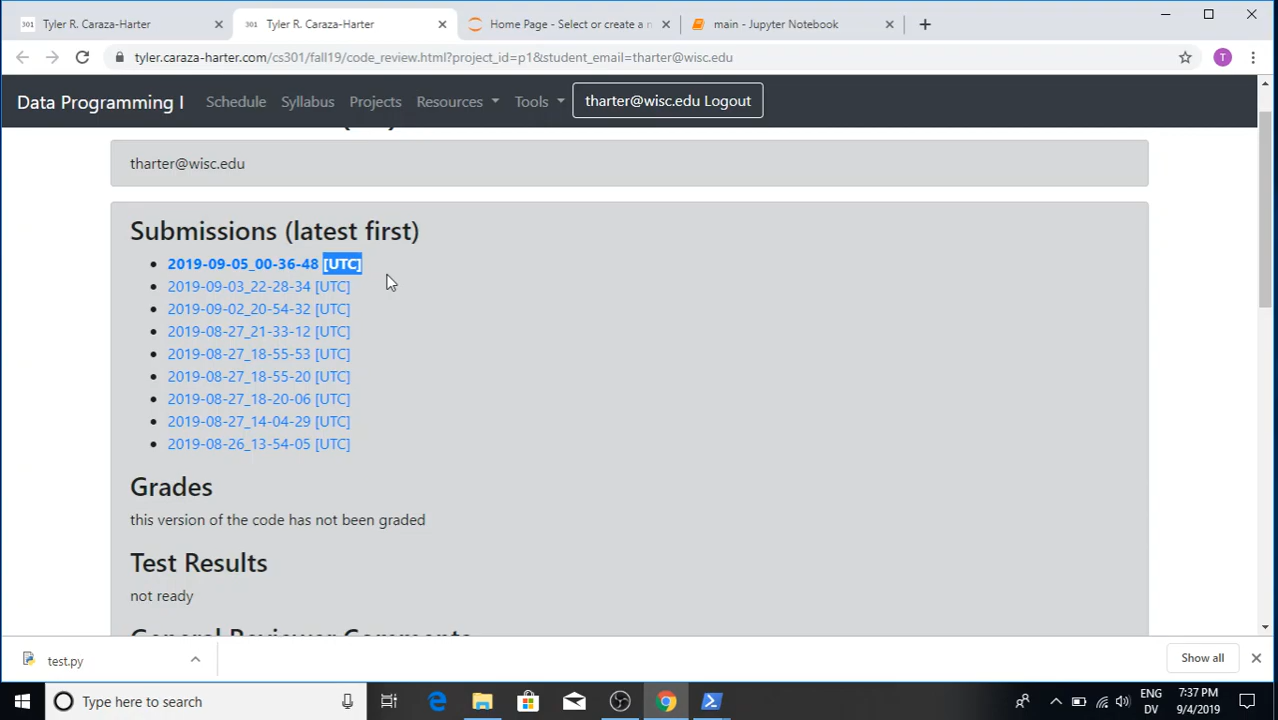 301 Tyler R. Caraza-Harter
301 Tyler R. Caraza-Harter
Home Page - Select or create a n
main - Jupyter Notebook
tyler.caraza-harter.com/cs301/fall19/code_review.html?project_id=p1&student_email=tharter@wisc.edu
T
Data Programming I
Schedule
Syllabus
Projects
Resources
Tools
tharter@wisc.edu Logout
tharter@wisc.edu
Submissions (latest first)
2019-09-05_00-36-48 [UTC]
2019-09-03_22-28-34 [UTC]
2019-09-02_20-54-32 [UTC]
2019-08-27_21-33-12 [UTC]
2019-08-27_18-55-53 [UTC]
2019-08-27_18-55-20 [UTC]
2019-08-27_18-20-06 [UTC]
2019-08-27_14-04-29 [UTC]
2019-08-26_13-54-05 [UTC]
Grades
this version of the code has not been graded
Test Results
not ready
General Reviewer Comments
test.py
Show all
Type here to search
ENG
DV
7:37 PM
9/4/2019